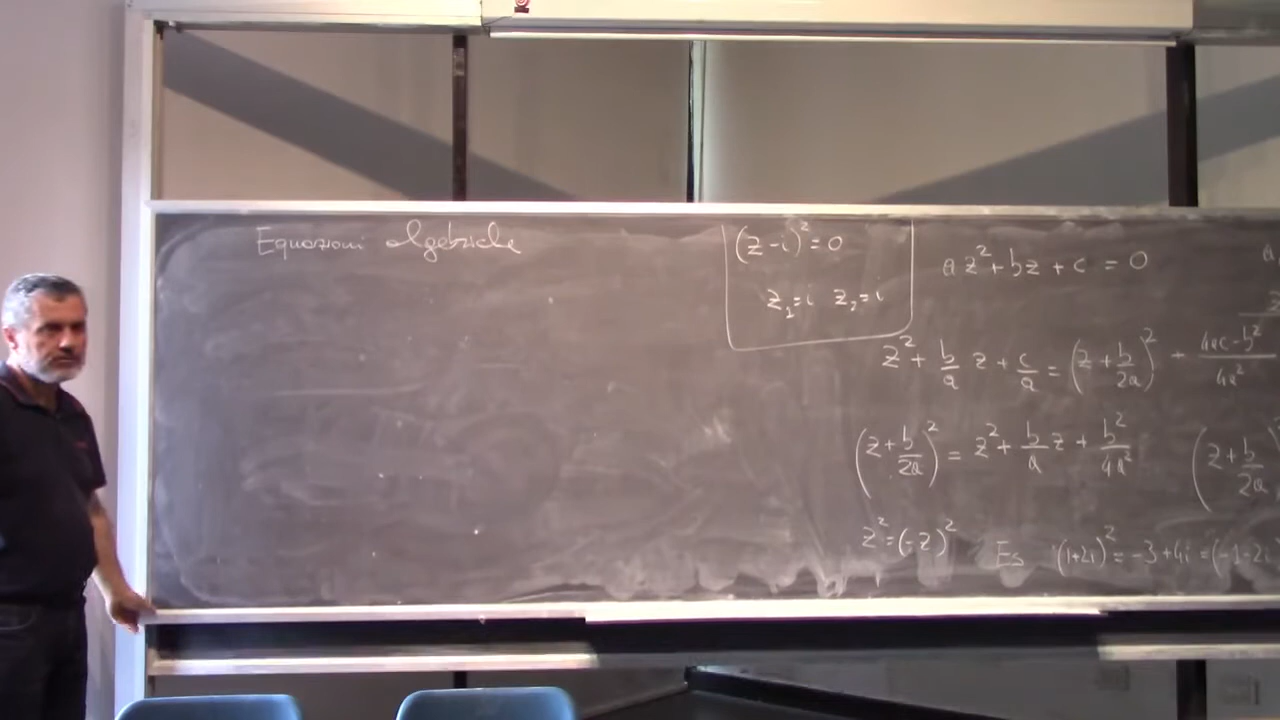 Equazioni algebriche
(z-i)²=0
z₁=i z₂=i
az²+bz+c=0
z²+b/a z+c/a=(z+b/2a)²+(4ac-b²)/4a²
(z+b/2a)²=z²+b/a z+b²/4a²
(z+b/2a)
z²=(-z)²
Es (1+2i)²=-3+4i=(-1-2i